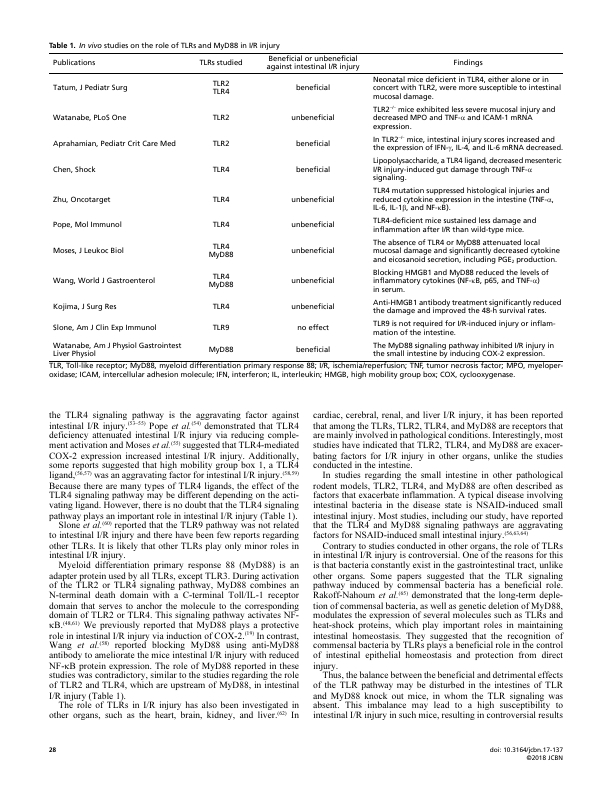 Table 1. In vivo studies on the role of TLRs and MyD88 in I/R injury
Publications TLRs studied Beneficial or unbeneficial against intestinal I/R injury Findings
Tatum, J Pediatr Surg TLR2 TLR4 beneficial Neonatal mice deficient in TLR4, either alone or in
concert with TLR2, were more susceptible to intestinal
mucosal damage.
Watanabe, PLoS One TLR2 unbeneficial TLR2−/− mice exhibited less severe mucosal injury and
decreased MPO and TNF-α and ICAM-1 mRNA
expression.
Aprahamian, Pediatr Crit Care Med TLR2 beneficial In TLR2−/− mice, intestinal injury scores increased and
the expression of IFN-γ, IL-4, and IL-6 mRNA decreased.
Chen, Shock TLR4 beneficial Lipopolysaccharide, a TLR4 ligand, decreased mesenteric
I/R injury-induced gut damage through TNF-α
signaling.
Zhu, Oncotarget TLR4 unbeneficial TLR4 mutation suppressed histological injuries and
reduced cytokine expression in the intestine (TNF-α,
IL-6, IL-1β, and NF-κB).
Pope, Mol Immunol TLR4 unbeneficial TLR4-deficient mice sustained less damage and
inflammation after I/R than wild-type mice.
Moses, J Leukoc Biol TLR4 MyD88 unbeneficial The absence of TLR4 or MyD88 attenuated local
mucosal damage and significantly decreased cytokine
and eicosanoid secretion, including PGE2 production.
Wang, World J Gastroenterol TLR4 MyD88 unbeneficial Blocking HMGB1 and MyD88 reduced the levels of
inflammatory cytokines (NF-κB, p65, and TNF-α)
in serum.
Kojima, J Surg Res TLR4 unbeneficial Anti-HMGB1 antibody treatment significantly reduced
the damage and improved the 48-h survival rates.
Slone, Am J Clin Exp Immunol TLR9 no effect TLR9 is not required for I/R-induced injury or inflam-
mation of the intestine.
Watanabe, Am J Physiol Gastrointest Liver Physiol MyD88 beneficial The MyD88 signaling pathway inhibited I/R injury in
the small intestine by inducing COX-2 expression.
TLR, Toll-like receptor; MyD88, myeloid differentiation primary response 88; I/R, ischemia/reperfusion; TNF, tumor necrosis factor; MPO, myeloper-
oxidase; ICAM, intercellular adhesion molecule; IFN, interferon; IL, interleukin; HMGB, high mobility group box; COX, cyclooxygenase.
the TLR4 signaling pathway is the aggravating factor against
intestinal I/R injury.(53–55) Pope et al.(54) demonstrated that TLR4
deficiency attenuated intestinal I/R injury via reducing comple-
ment activation and Moses et al.(55) suggested that TLR4-mediated
COX-2 expression increased intestinal I/R injury. Additionally,
some reports suggested that high mobility group box 1, a TLR4
ligand,(56,57) was an aggravating factor for intestinal I/R injury.(58,59)
Because there are many types of TLR4 ligands, the effect of the
TLR4 signaling pathway may be different depending on the acti-
vating ligand. However, there is no doubt that the TLR4 signaling
pathway plays an important role in intestinal I/R injury (Table 1).
Slone et al.(60) reported that the TLR9 pathway was not related
to intestinal I/R injury and there have been few reports regarding
other TLRs. It is likely that other TLRs play only minor roles in
intestinal I/R injury.
Myeloid differentiation primary response 88 (MyD88) is an
adapter protein used by all TLRs, except TLR3. During activation
of the TLR2 or TLR4 signaling pathway, MyD88 combines an
N-terminal death domain with a C-terminal Toll/IL-1 receptor
domain that serves to anchor the molecule to the corresponding
domain of TLR2 or TLR4. This signaling pathway activates NF-
κB.(48,61) We previously reported that MyD88 plays a protective
role in intestinal I/R injury via induction of COX-2.(19) In contrast,
Wang et al.(58) reported blocking MyD88 using anti-MyD88
antibody to ameliorate the mice intestinal I/R injury with reduced
NF-κB protein expression. The role of MyD88 reported in these
studies was contradictory, similar to the studies regarding the role
of TLR2 and TLR4, which are upstream of MyD88, in intestinal
I/R injury (Table 1).
The role of TLRs in I/R injury has also been investigated in
other organs, such as the heart, brain, kidney, and liver.(62) In
cardiac, cerebral, renal, and liver I/R injury, it has been reported
that among the TLRs, TLR2, TLR4, and MyD88 are receptors that
are mainly involved in pathological conditions. Interestingly, most
studies have indicated that TLR2, TLR4, and MyD88 are exacer-
bating factors for I/R injury in other organs, unlike the studies
conducted in the intestine.
In studies regarding the small intestine in other pathological
rodent models, TLR2, TLR4, and MyD88 are often described as
factors that exacerbate inflammation. A typical disease involving
intestinal bacteria in the disease state is NSAID-induced small
intestinal injury. Most studies, including our study, have reported
that the TLR4 and MyD88 signaling pathways are aggravating
factors for NSAID-induced small intestinal injury.(56,63,64)
Contrary to studies conducted in other organs, the role of TLRs
in intestinal I/R injury is controversial. One of the reasons for this
is that bacteria constantly exist in the gastrointestinal tract, unlike
other organs. Some papers suggested that the TLR signaling
pathway induced by commensal bacteria has a beneficial role.
Rakoff-Nahoum et al.(65) demonstrated that the long-term deple-
tion of commensal bacteria, as well as genetic deletion of MyD88,
modulates the expression of several molecules such as TLRs and
heat-shock proteins, which play important roles in maintaining
intestinal homeostasis. They suggested that the recognition of
commensal bacteria by TLRs plays a beneficial role in the control
of intestinal epithelial homeostasis and protection from direct
injury.
Thus, the balance between the beneficial and detrimental effects
of the TLR pathway may be disturbed in the intestines of TLR
and MyD88 knock out mice, in whom the TLR signaling was
absent. This imbalance may lead to a high susceptibility to
intestinal I/R injury in such mice, resulting in controversial results
28
doi: 10.3164/jcbn.17-137
©2018 JCBN